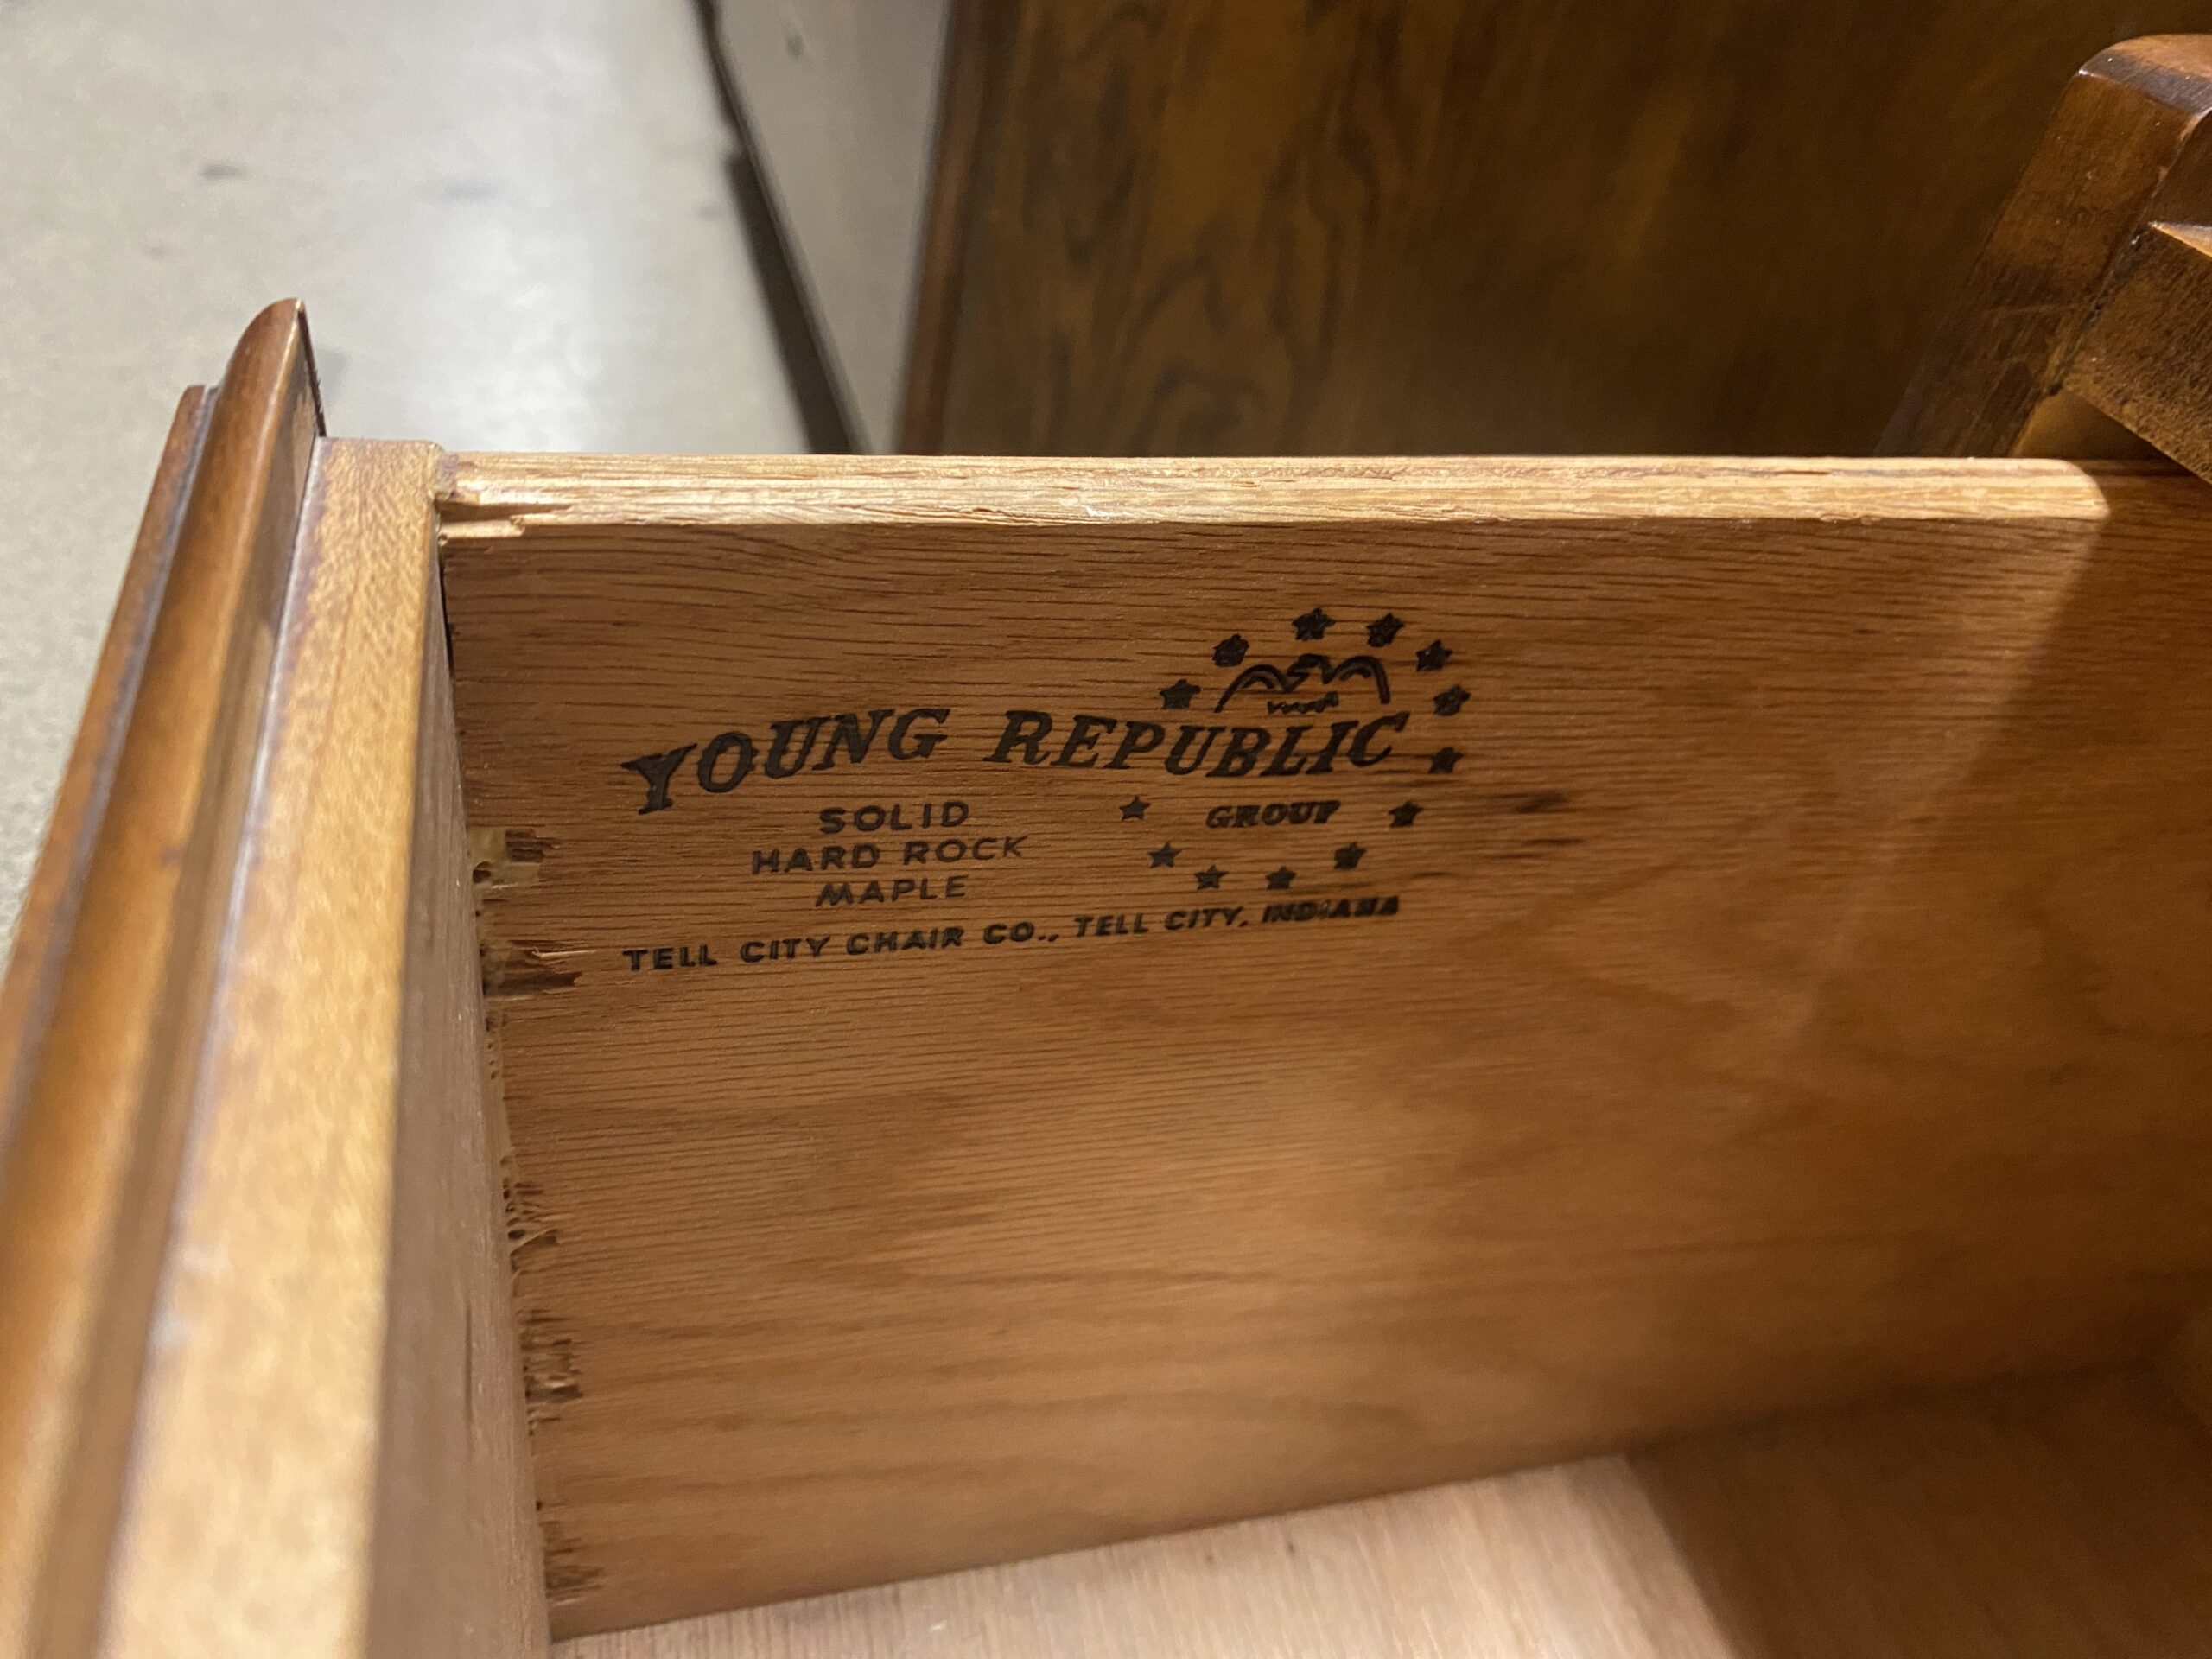 YOUNG REPUBLIC
GROUP
SOLID
HARD ROCK
MAPLE
TELL CITY CHAIR CO., TELL CITY, INDIANA